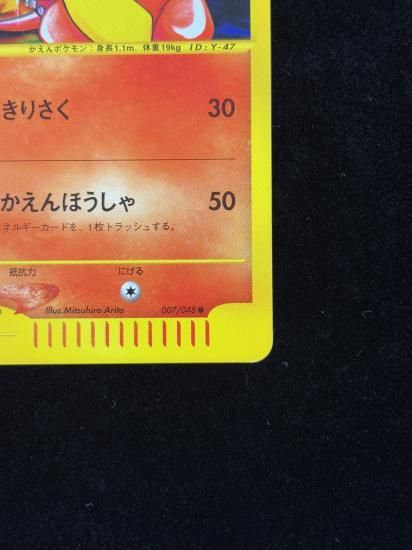 かえんポケモン：身長1.1m、体重19kg ID：Y-47
きりさく 30
かえんほうしゃ 50
ネルギーカードを、1枚トラッシュする。
抵抗力 にげる
Illus.Mitsuhiro Arita 007/048